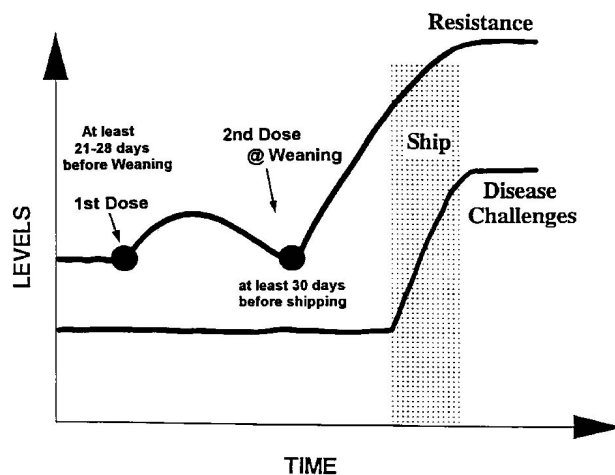 Resistance
At least
21-28 days
before Weaning
1st Dose
2nd Dose
@ Weaning
Ship
Disease
Challenges
at least 30 days
before shipping
LEVELS
TIME